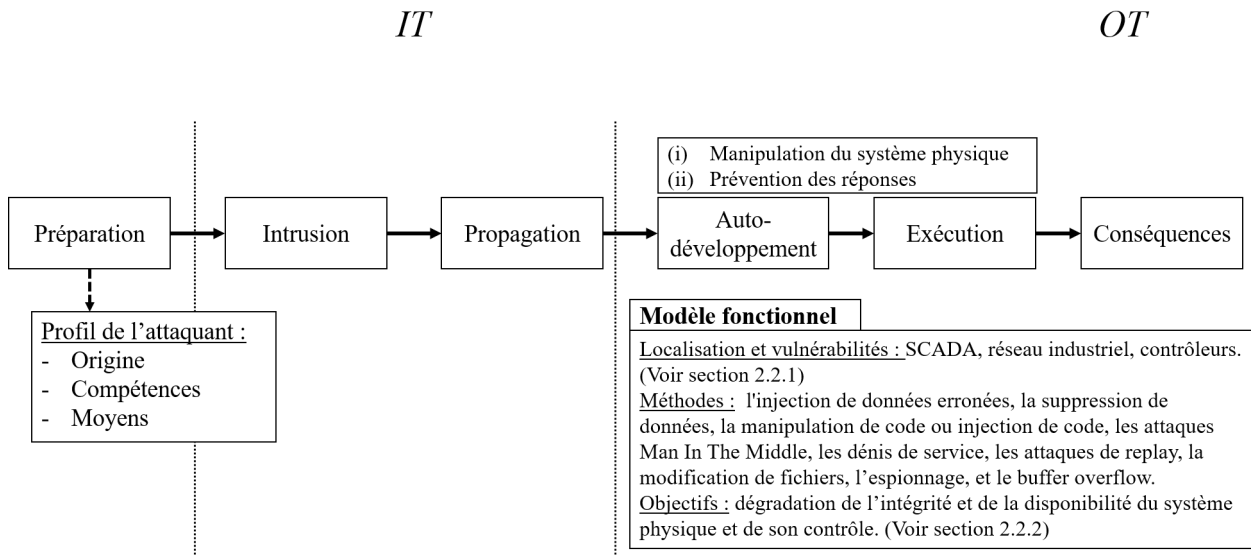 IT
OT
(i) Manipulation du système physique
(ii) Prévention des réponses
Préparation
Intrusion
Propagation
Auto-
développement
Exécution
Conséquences
Profil de l’attaquant :
- Origine
- Compétences
- Moyens
Modèle fonctionnel
Localisation et vulnérabilités : SCADA, réseau industriel, contrôleurs.
(Voir section 2.2.1)
Méthodes : l'injection de données erronées, la suppression de
données, la manipulation de code ou injection de code, les attaques
Man In The Middle, les dénis de service, les attaques de replay, la
modification de fichiers, l’espionnage, et le buffer overflow.
Objectifs : dégradation de l’intégrité et de la disponibilité du système
physique et de son contrôle. (Voir section 2.2.2)